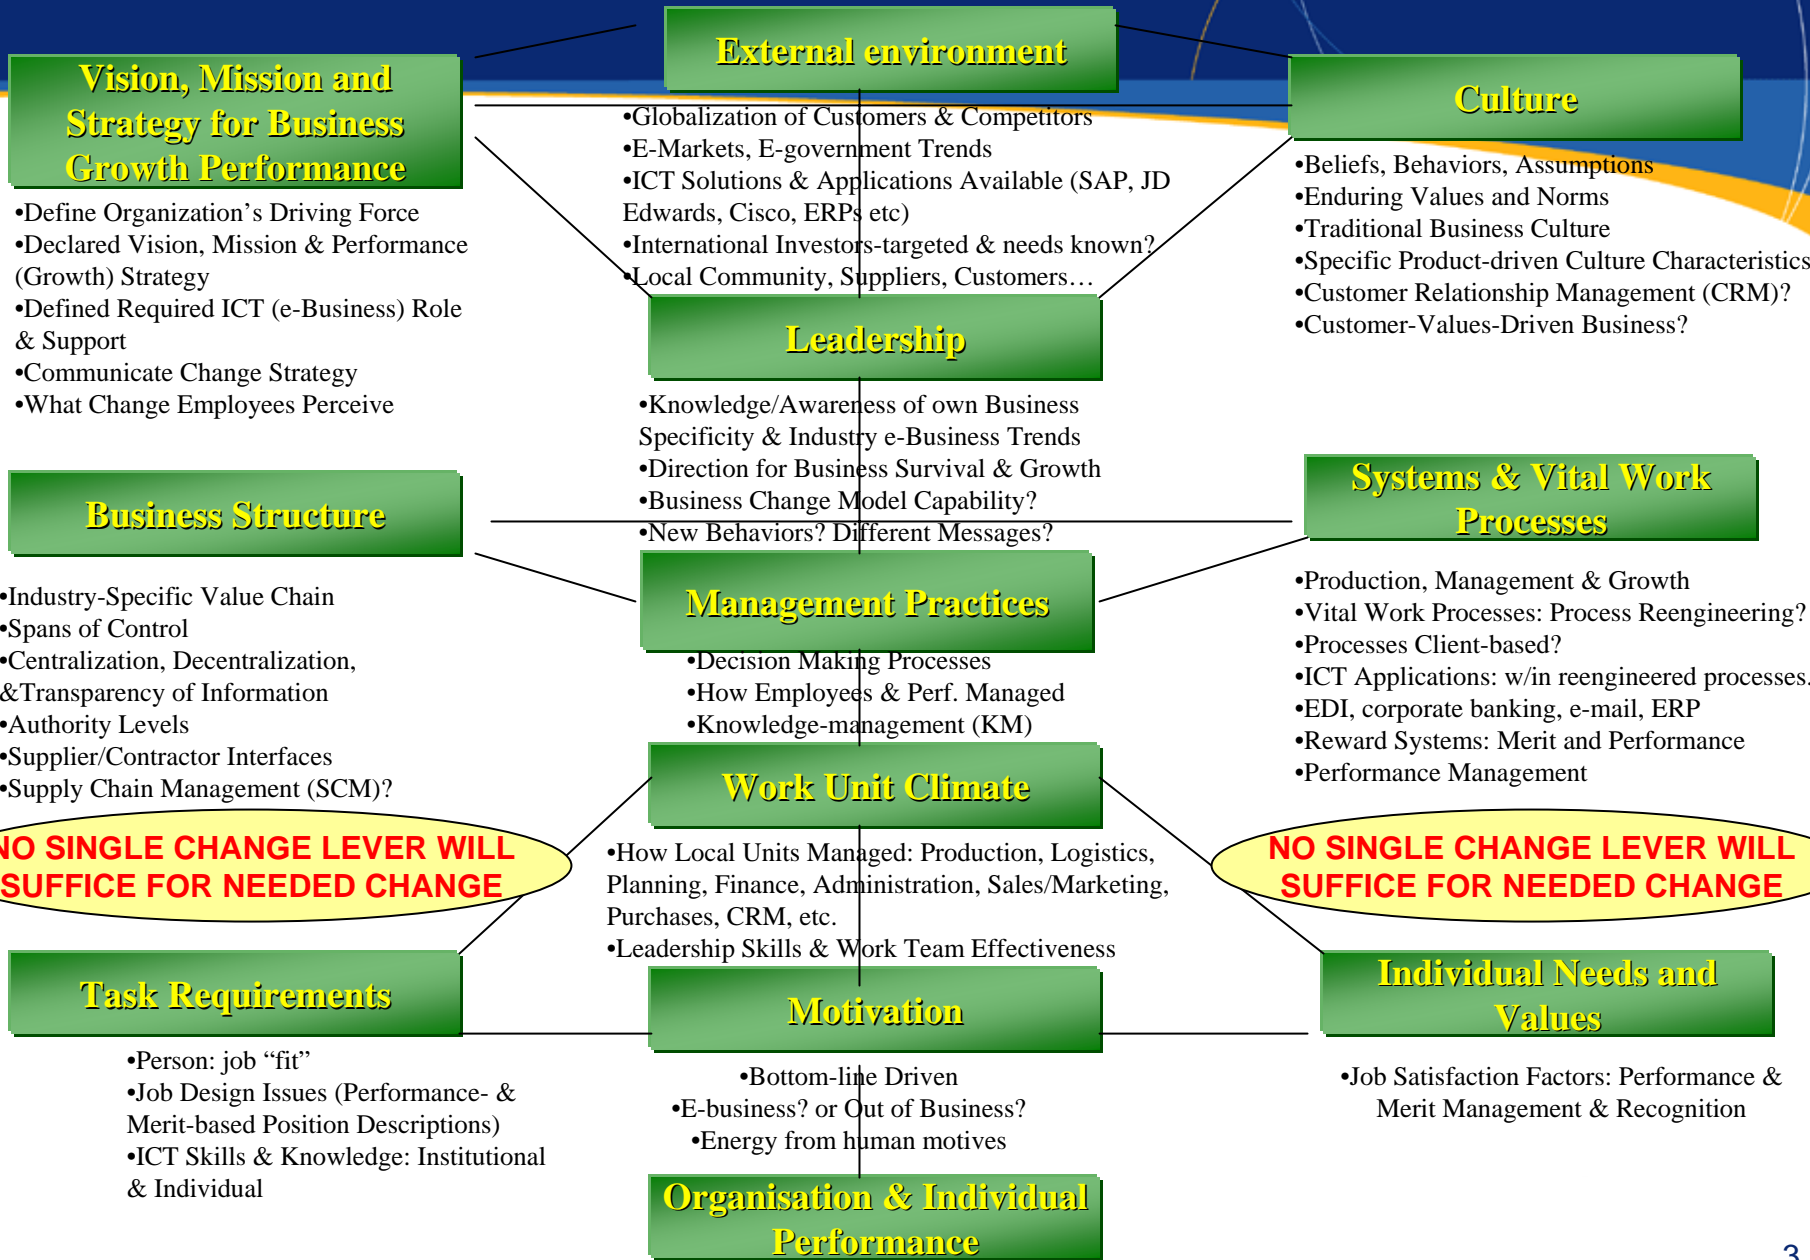 External environment
Vision, Mission and
Strategy for Business
Growth Performance
Culture
•Globalization of Customers & Competitors
•E-Markets, E-government Trends
•ICT Solutions & Applications Available (SAP, JD
Edwards, Cisco, ERPs etc)
•International Investors-targeted & needs known?
•Local Community, Suppliers, Customers…
•Define Organization’s Driving Force
•Declared Vision, Mission & Performance
(Growth) Strategy
•Defined Required ICT (e-Business) Role
& Support
•Communicate Change Strategy
•What Change Employees Perceive
•Beliefs, Behaviors, Assumptions
•Enduring Values and Norms
•Traditional Business Culture
•Specific Product-driven Culture Characteristics
•Customer Relationship Management (CRM)?
•Customer-Values-Driven Business?
Leadership
•Knowledge/Awareness of own Business
Specificity & Industry e-Business Trends
•Direction for Business Survival & Growth
•Business Change Model Capability?
•New Behaviors? Different Messages?
Business Structure
•Industry-Specific Value Chain
•Spans of Control
•Centralization, Decentralization,
&Transparency of Information
•Authority Levels
•Supplier/Contractor Interfaces
•Supply Chain Management (SCM)?
Management Practices
•Decision Making Processes
•How Employees & Perf. Managed
•Knowledge-management (KM)
Systems & Vital Work
Processes
•Production, Management & Growth
•Vital Work Processes: Process Reengineering?
•Processes Client-based?
•ICT Applications: w/in reengineered processes.
•EDI, corporate banking, e-mail, ERP
•Reward Systems: Merit and Performance
•Performance Management
NO SINGLE CHANGE LEVER WILL
SUFFICE FOR NEEDED CHANGE
Work Unit Climate
•How Local Units Managed: Production, Logistics,
Planning, Finance, Administration, Sales/Marketing,
Purchases, CRM, etc.
•Leadership Skills & Work Team Effectiveness
NO SINGLE CHANGE LEVER WILL
SUFFICE FOR NEEDED CHANGE
Task Requirements
•Person: job “fit”
•Job Design Issues (Performance- &
Merit-based Position Descriptions)
•ICT Skills & Knowledge: Institutional
& Individual
Motivation
•Bottom-line Driven
•E-business? or Out of Business?
•Energy from human motives
Individual Needs and
Values
•Job Satisfaction Factors: Performance &
Merit Management & Recognition
Organisation & Individual
Performance
3